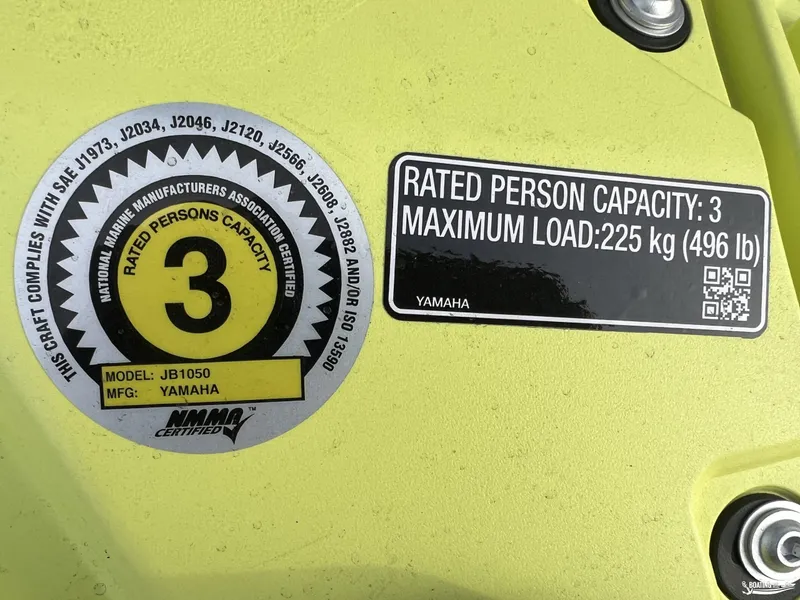 THIS CRAFT COMPLIES WITH SAE J1973, J2034, J2046, J2120, J2566, J2608, J2882 AND/OR ISO 13590
NATIONAL MARINE MANUFACTURERS ASSOCIATION CERTIFIED
RATED PERSONS CAPACITY
3
MODEL: JB1050
MFG: YAMAHA
NMMA™
CERTIFIED
RATED PERSON CAPACITY: 3
MAXIMUM LOAD:225 kg (496 lb)
YAMAHA